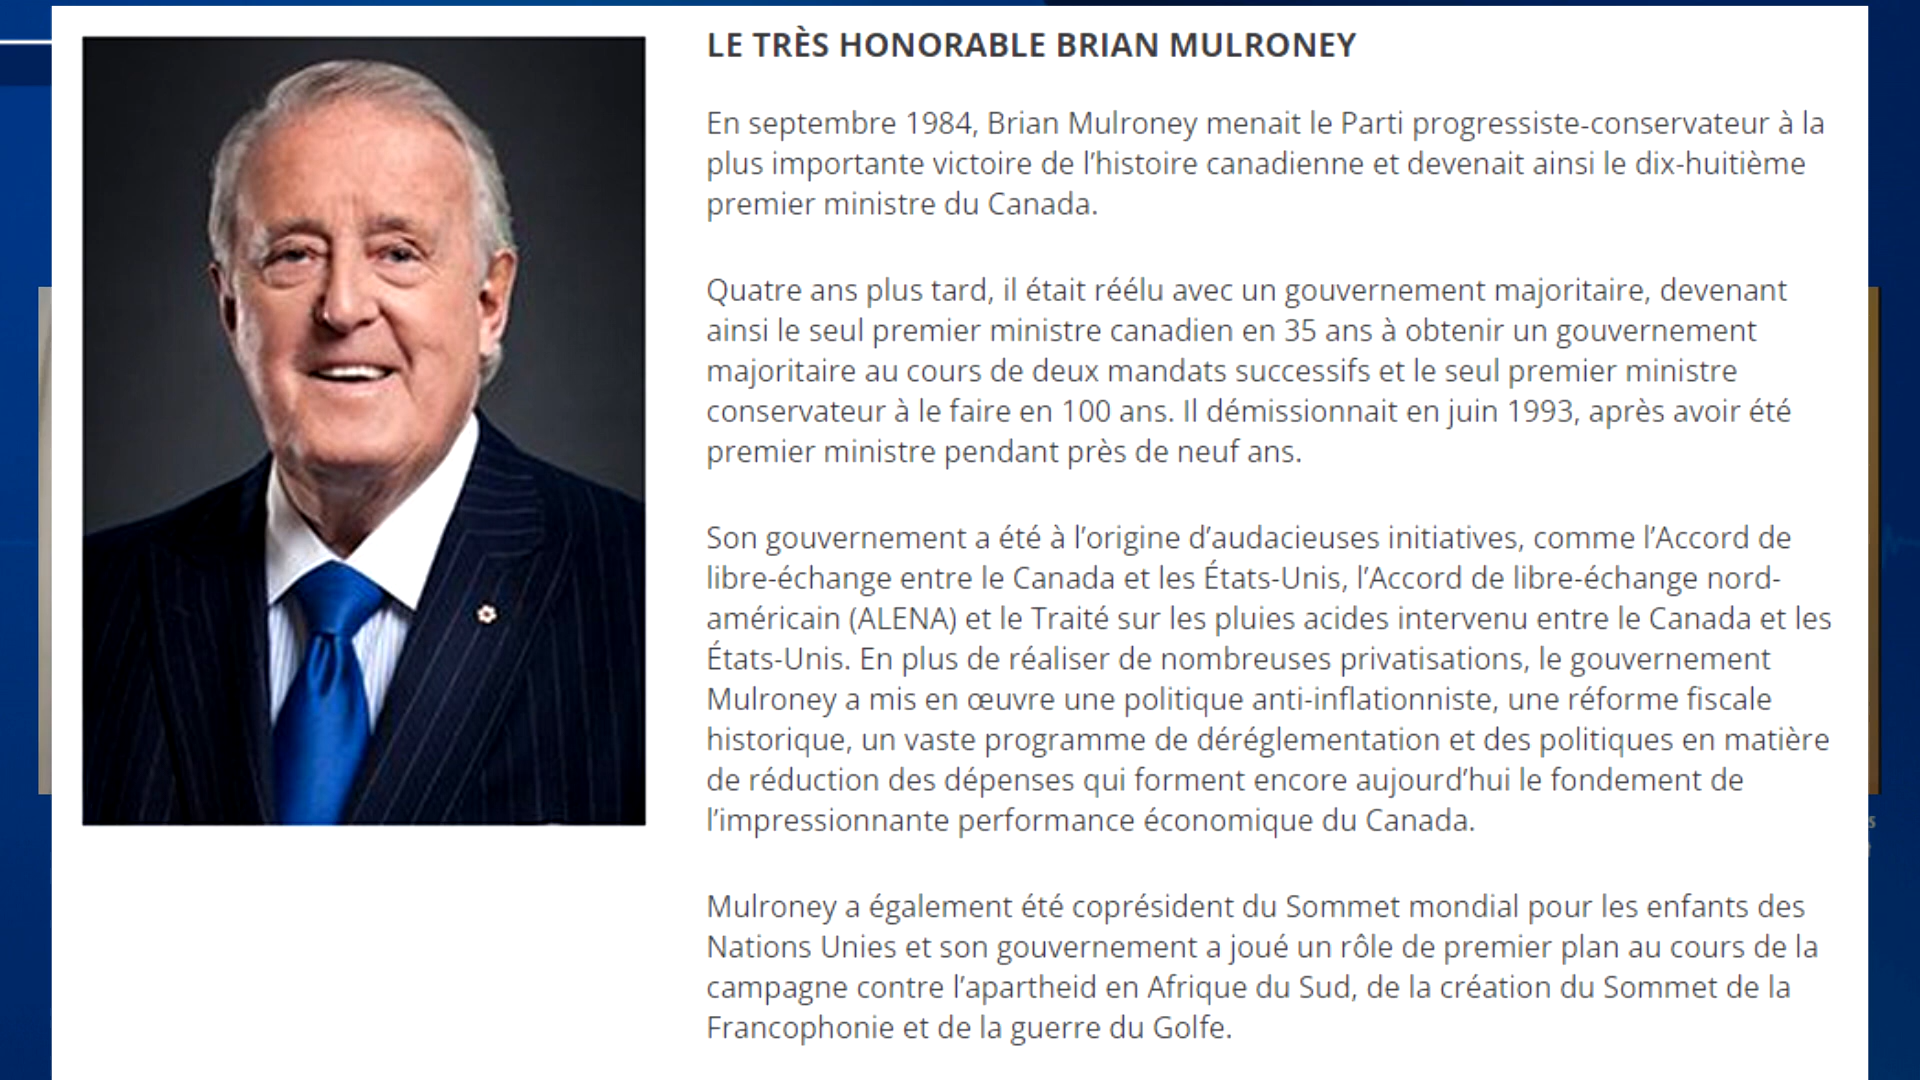 LE TRÈS HONORABLE BRIAN MULRONEY
En septembre 1984, Brian Mulroney menait le Parti progressiste-conservateur à la
plus importante victoire de l’histoire canadienne et devenait ainsi le dix-huitième
premier ministre du Canada.
Quatre ans plus tard, il était réélu avec un gouvernement majoritaire, devenant
ainsi le seul premier ministre canadien en 35 ans à obtenir un gouvernement
majoritaire au cours de deux mandats successifs et le seul premier ministre
conservateur à le faire en 100 ans. Il démissionnait en juin 1993, après avoir été
premier ministre pendant près de neuf ans.
Son gouvernement a été à l’origine d’audacieuses initiatives, comme l’Accord de
libre-échange entre le Canada et les États-Unis, l’Accord de libre-échange nord-
américain (ALENA) et le Traité sur les pluies acides intervenu entre le Canada et les
États-Unis. En plus de réaliser de nombreuses privatisations, le gouvernement
Mulroney a mis en œuvre une politique anti-inflationniste, une réforme fiscale
historique, un vaste programme de déréglementation et des politiques en matière
de réduction des dépenses qui forment encore aujourd’hui le fondement de
l’impressionnante performance économique du Canada.
Mulroney a également été coprésident du Sommet mondial pour les enfants des
Nations Unies et son gouvernement a joué un rôle de premier plan au cours de la
campagne contre l’apartheid en Afrique du Sud, de la création du Sommet de la
Francophonie et de la guerre du Golfe.